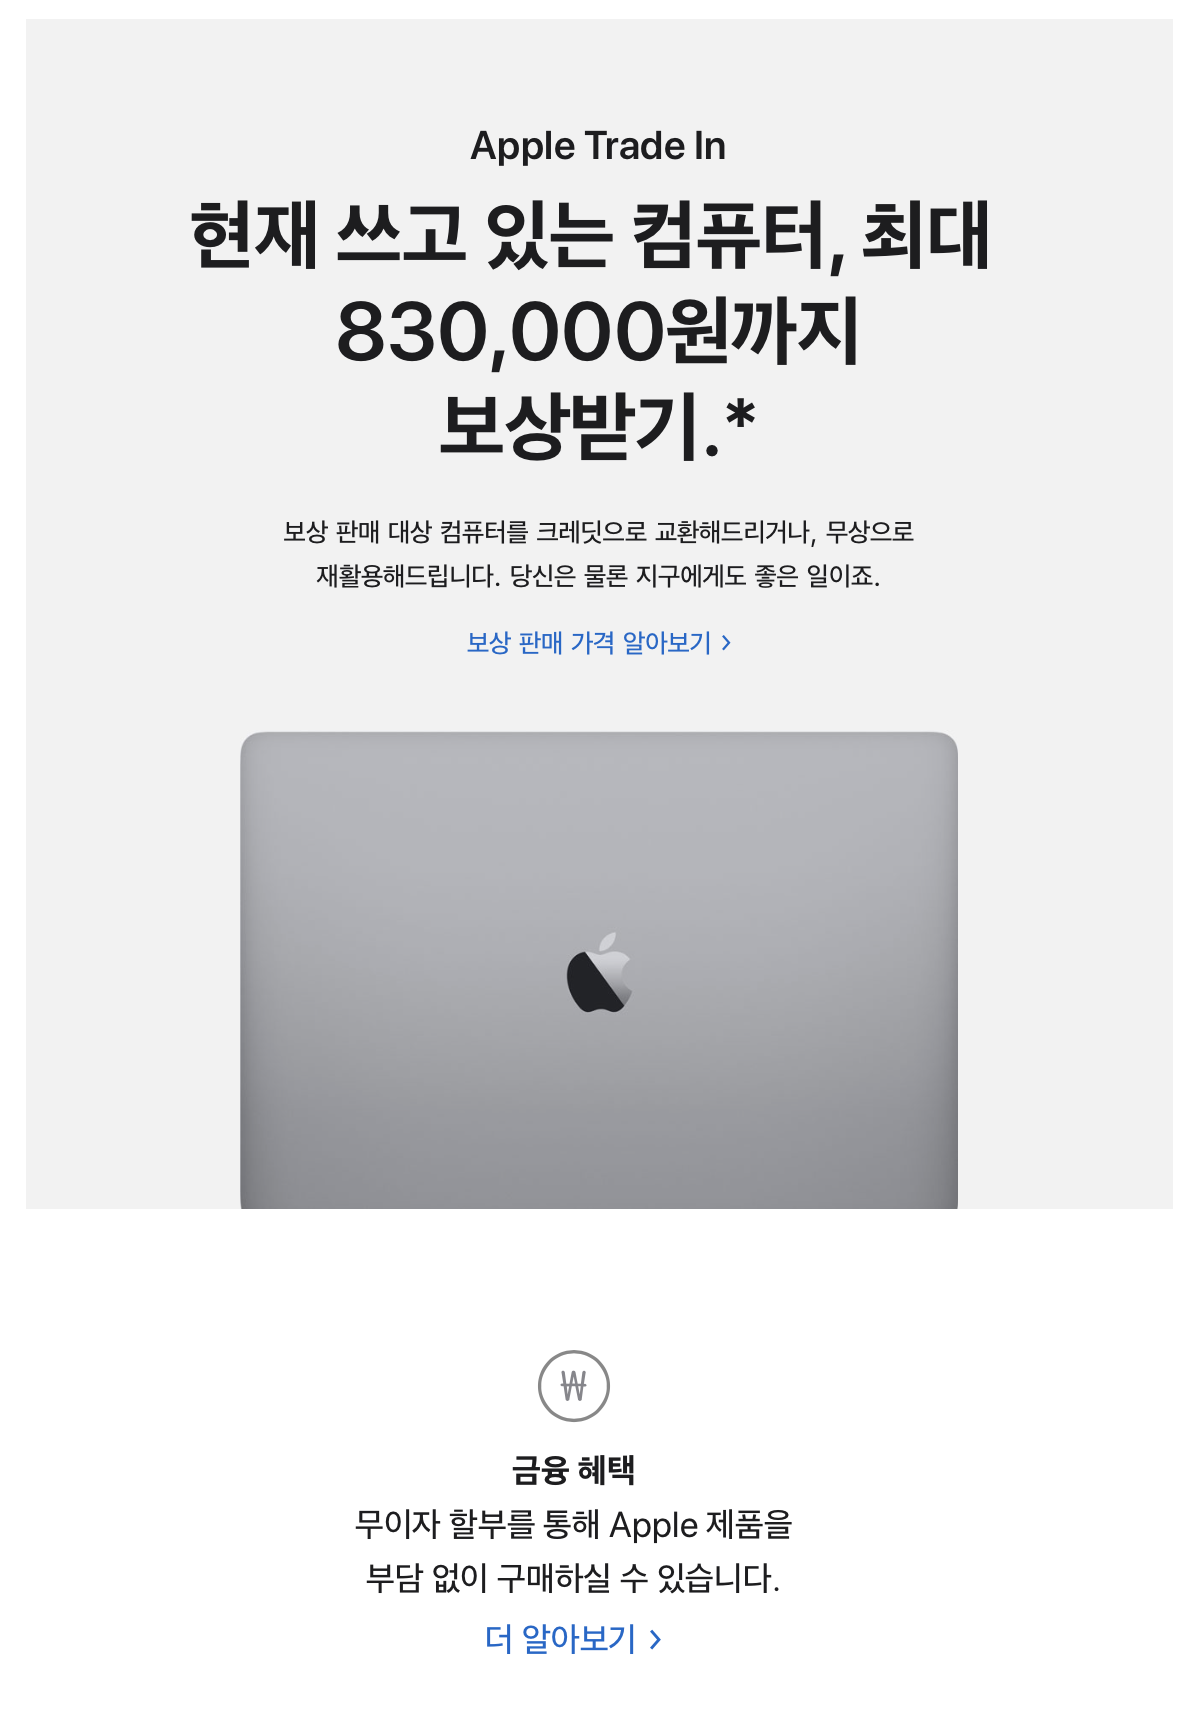 Apple Trade In
현재 쓰고 있는 컴퓨터, 최대
830,000원까지
보상받기.*
보상 판매 대상 컴퓨터를 크레딧으로 교환해드리거나, 무상으로
재활용해드립니다. 당신은 물론 지구에게도 좋은 일이죠.
보상 판매 가격 알아보기 >
₩
금융 혜택
무이자 할부를 통해 Apple 제품을
부담 없이 구매하실 수 있습니다.
더 알아보기 >